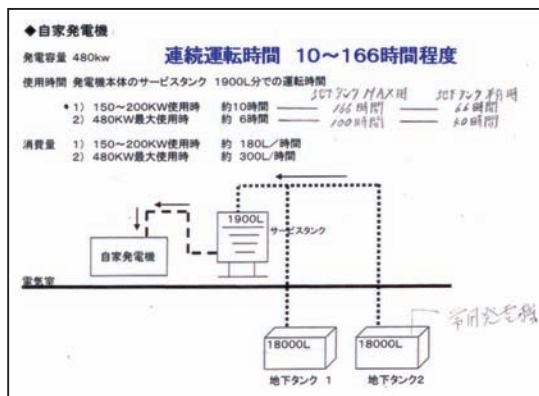 ◆自家発電機
発電容量 480kw 連続運転時間 10〜166時間程度
使用時間 発電機本体のサービスタンク 1900L分での運転時間
1) 150〜200KW使用時 約10時間 166時間 66時間
2) 480KW最大使用時 約 6時間 100時間 40時間
消費量 1) 150〜200KW使用時 約 180L/時間
2) 480KW最大使用時 約 300L/時間
1900L
サービスタンク
自家発電機
電気室
18000L 18000L
地下タンク 1 地下タンク2